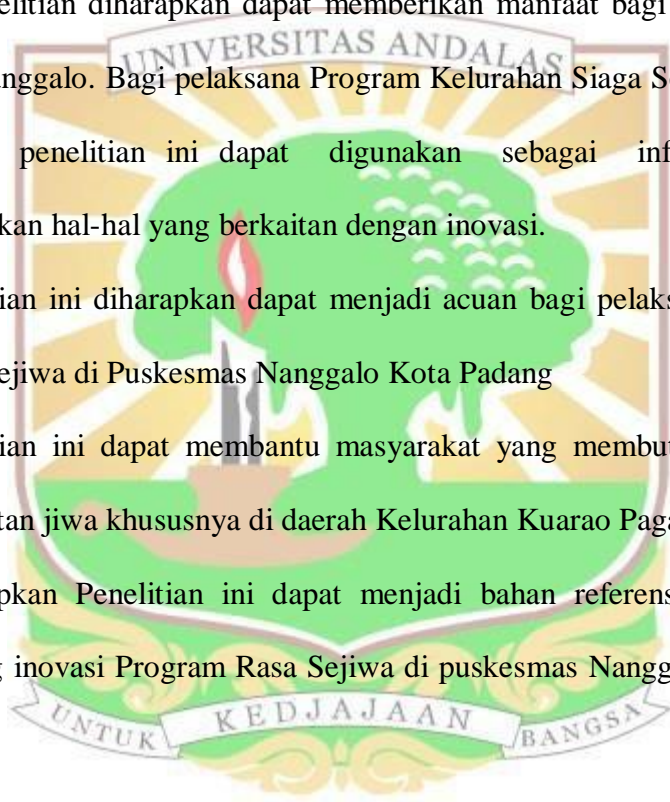 elitian diharapkan dapat memberikan manfaat bagi
UNIVERSITAS ANDALAS
nggalo. Bagi pelaksana Program Kelurahan Siaga S
penelitian ini dapat digunakan sebagai inf
kan hal-hal yang berkaitan dengan inovasi.
ian ini diharapkan dapat menjadi acuan bagi pelaks
ejiwa di Puskesmas Nanggalo Kota Padang
ian ini dapat membantu masyarakat yang membut
tan jiwa khususnya di daerah Kelurahan Kuarao Paga
pkan Penelitian ini dapat menjadi bahan referens
g inovasi Program Rasa Sejiwa di puskesmas Nangg
UNTUK KEDJAJAAN BANGSA